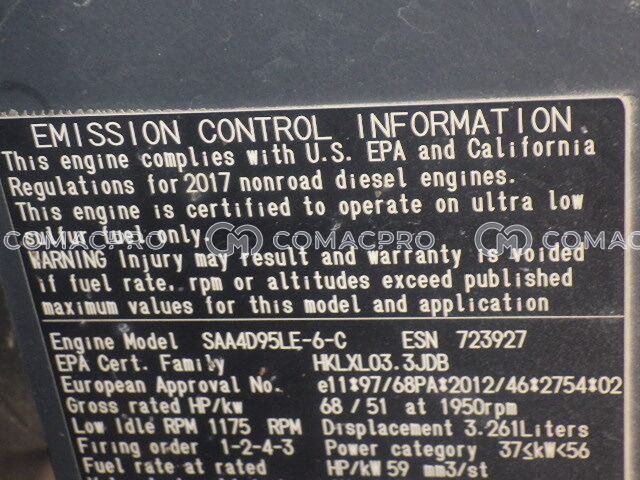 EMISSION CONTROL INFORMATION
This engine complies with U.S. EPA and California
Regulations for 2017 nonroad diesel engines.
This engine is certified to operate on ultra low
sulfur fuel only.
COMACPRO COMACPRO
WARNING Injury may result and warranty is voided
if fuel rate, rpm or altitudes exceed published
maximum values for this model and application
Engine Model SAA4D95LE-6-C ESN 723927
EPA Cert. Family HKLXL03.3JDB
European Approval No. e11*97/68PA*2012/46*2754*02
Gross rated HP/kw 68/51 at 1950rpm
Low Idle RPM 1175 RPM Displacement 3.261Liters
Firing order 1-2-4-3 Power category 37≤kW<56
Fuel rate at rated HP/kW 59 mm3/st